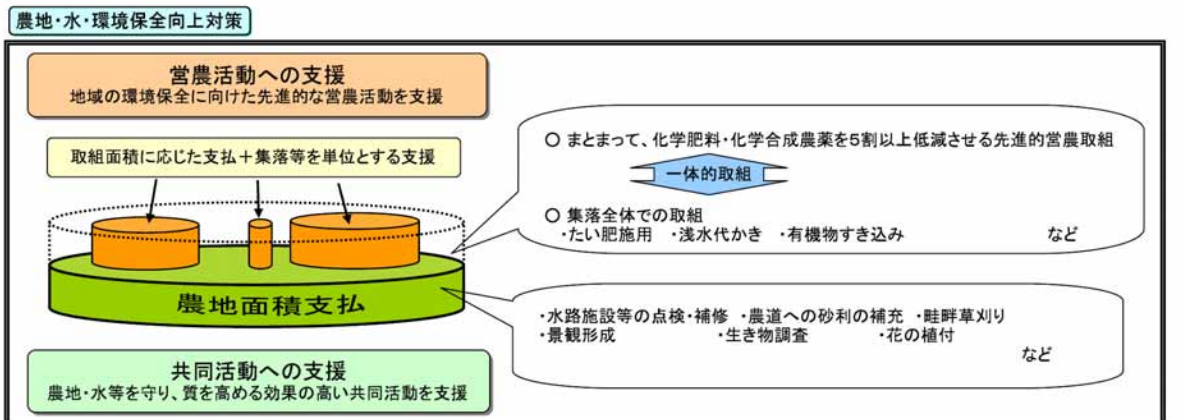 農地・水・環境保全向上対策
営農活動への支援
地域の環境保全に向けた先進的な営農活動を支援
取組面積に応じた支払＋集落等を単位とする支援
○ まとまって、化学肥料・化学合成農薬を5割以上低減させる先進的営農取組
一体的取組
○ 集落全体での取組
・たい肥施用 ・浅水代かき ・有機物すき込み など
農地面積支払
・水路施設等の点検・補修 ・農道への砂利の補充 ・畦畔草刈り
・景観形成 ・生き物調査 ・花の植付
など
共同活動への支援
農地・水等を守り、質を高める効果の高い共同活動を支援